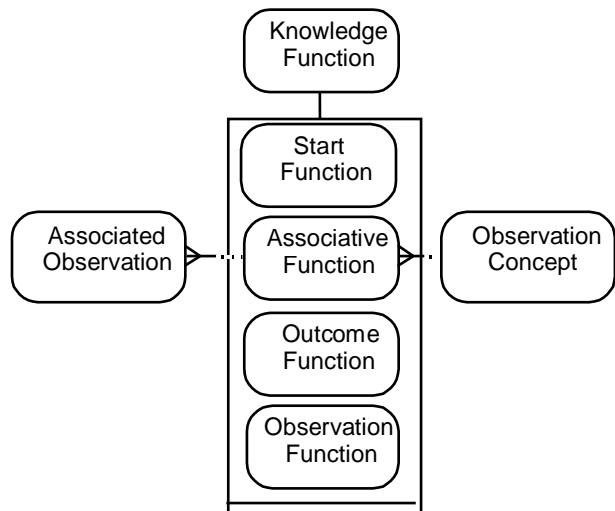 Knowledge
Function
Start
Function
Associated
Observation
Associative
Function
Observation
Concept
Outcome
Function
Observation
Function